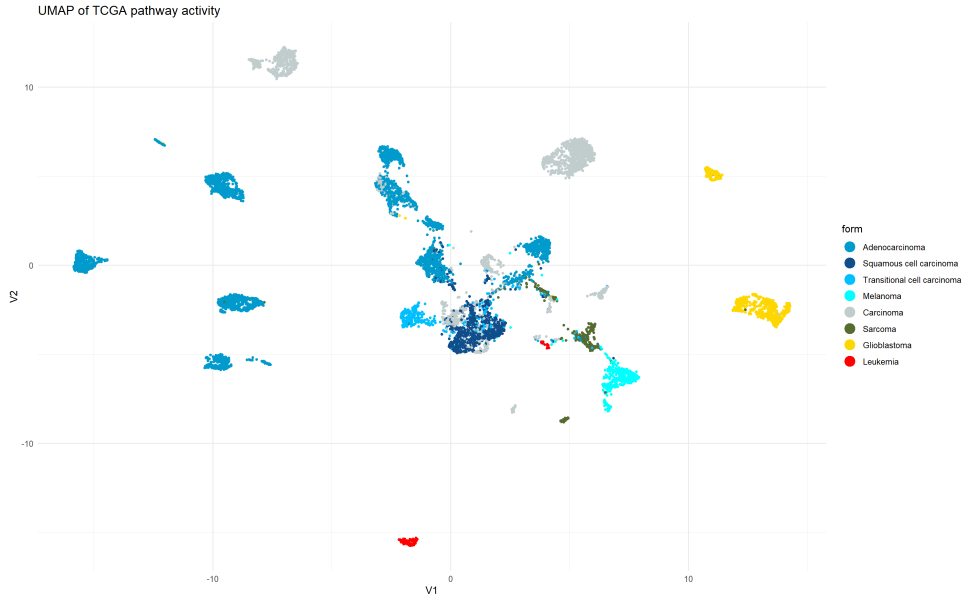 UMAP of TCGA pathway activity
10
0
-10
V2
-10
0
10
V1
form
Adenocarcinoma
Squamous cell carcinoma
Transitional cell carcinoma
Melanoma
Carcinoma
Sarcoma
Glioblastoma
Leukemia